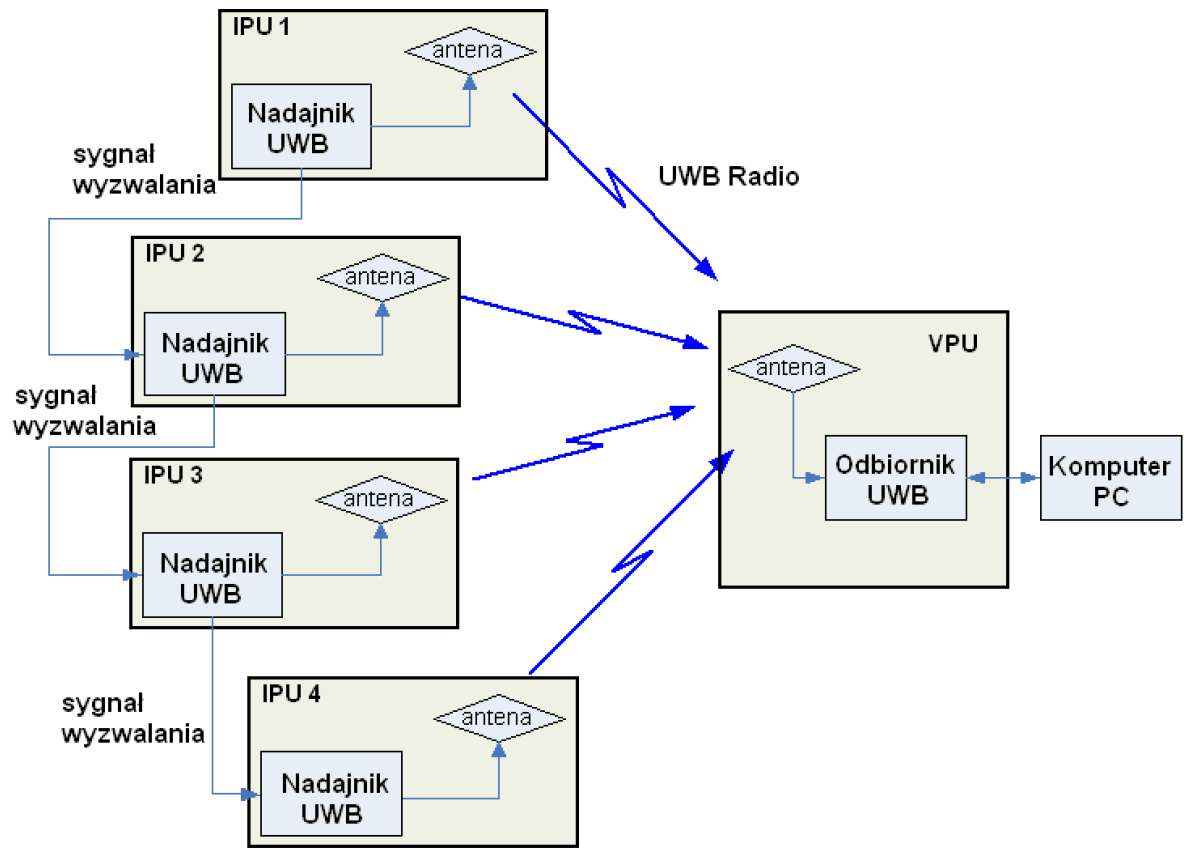 IPU 1
antena
Nadajnik
UWB
sygnał
wyzwalania
UWB Radio
IPU 2
antena
Nadajnik
UWB
sygnał
wyzwalania
VPU
antena
Odbiornik
UWB
Komputer
PC
IPU 3
antena
Nadajnik
UWB
sygnał
wyzwalania
IPU 4
antena
Nadajnik
UWB